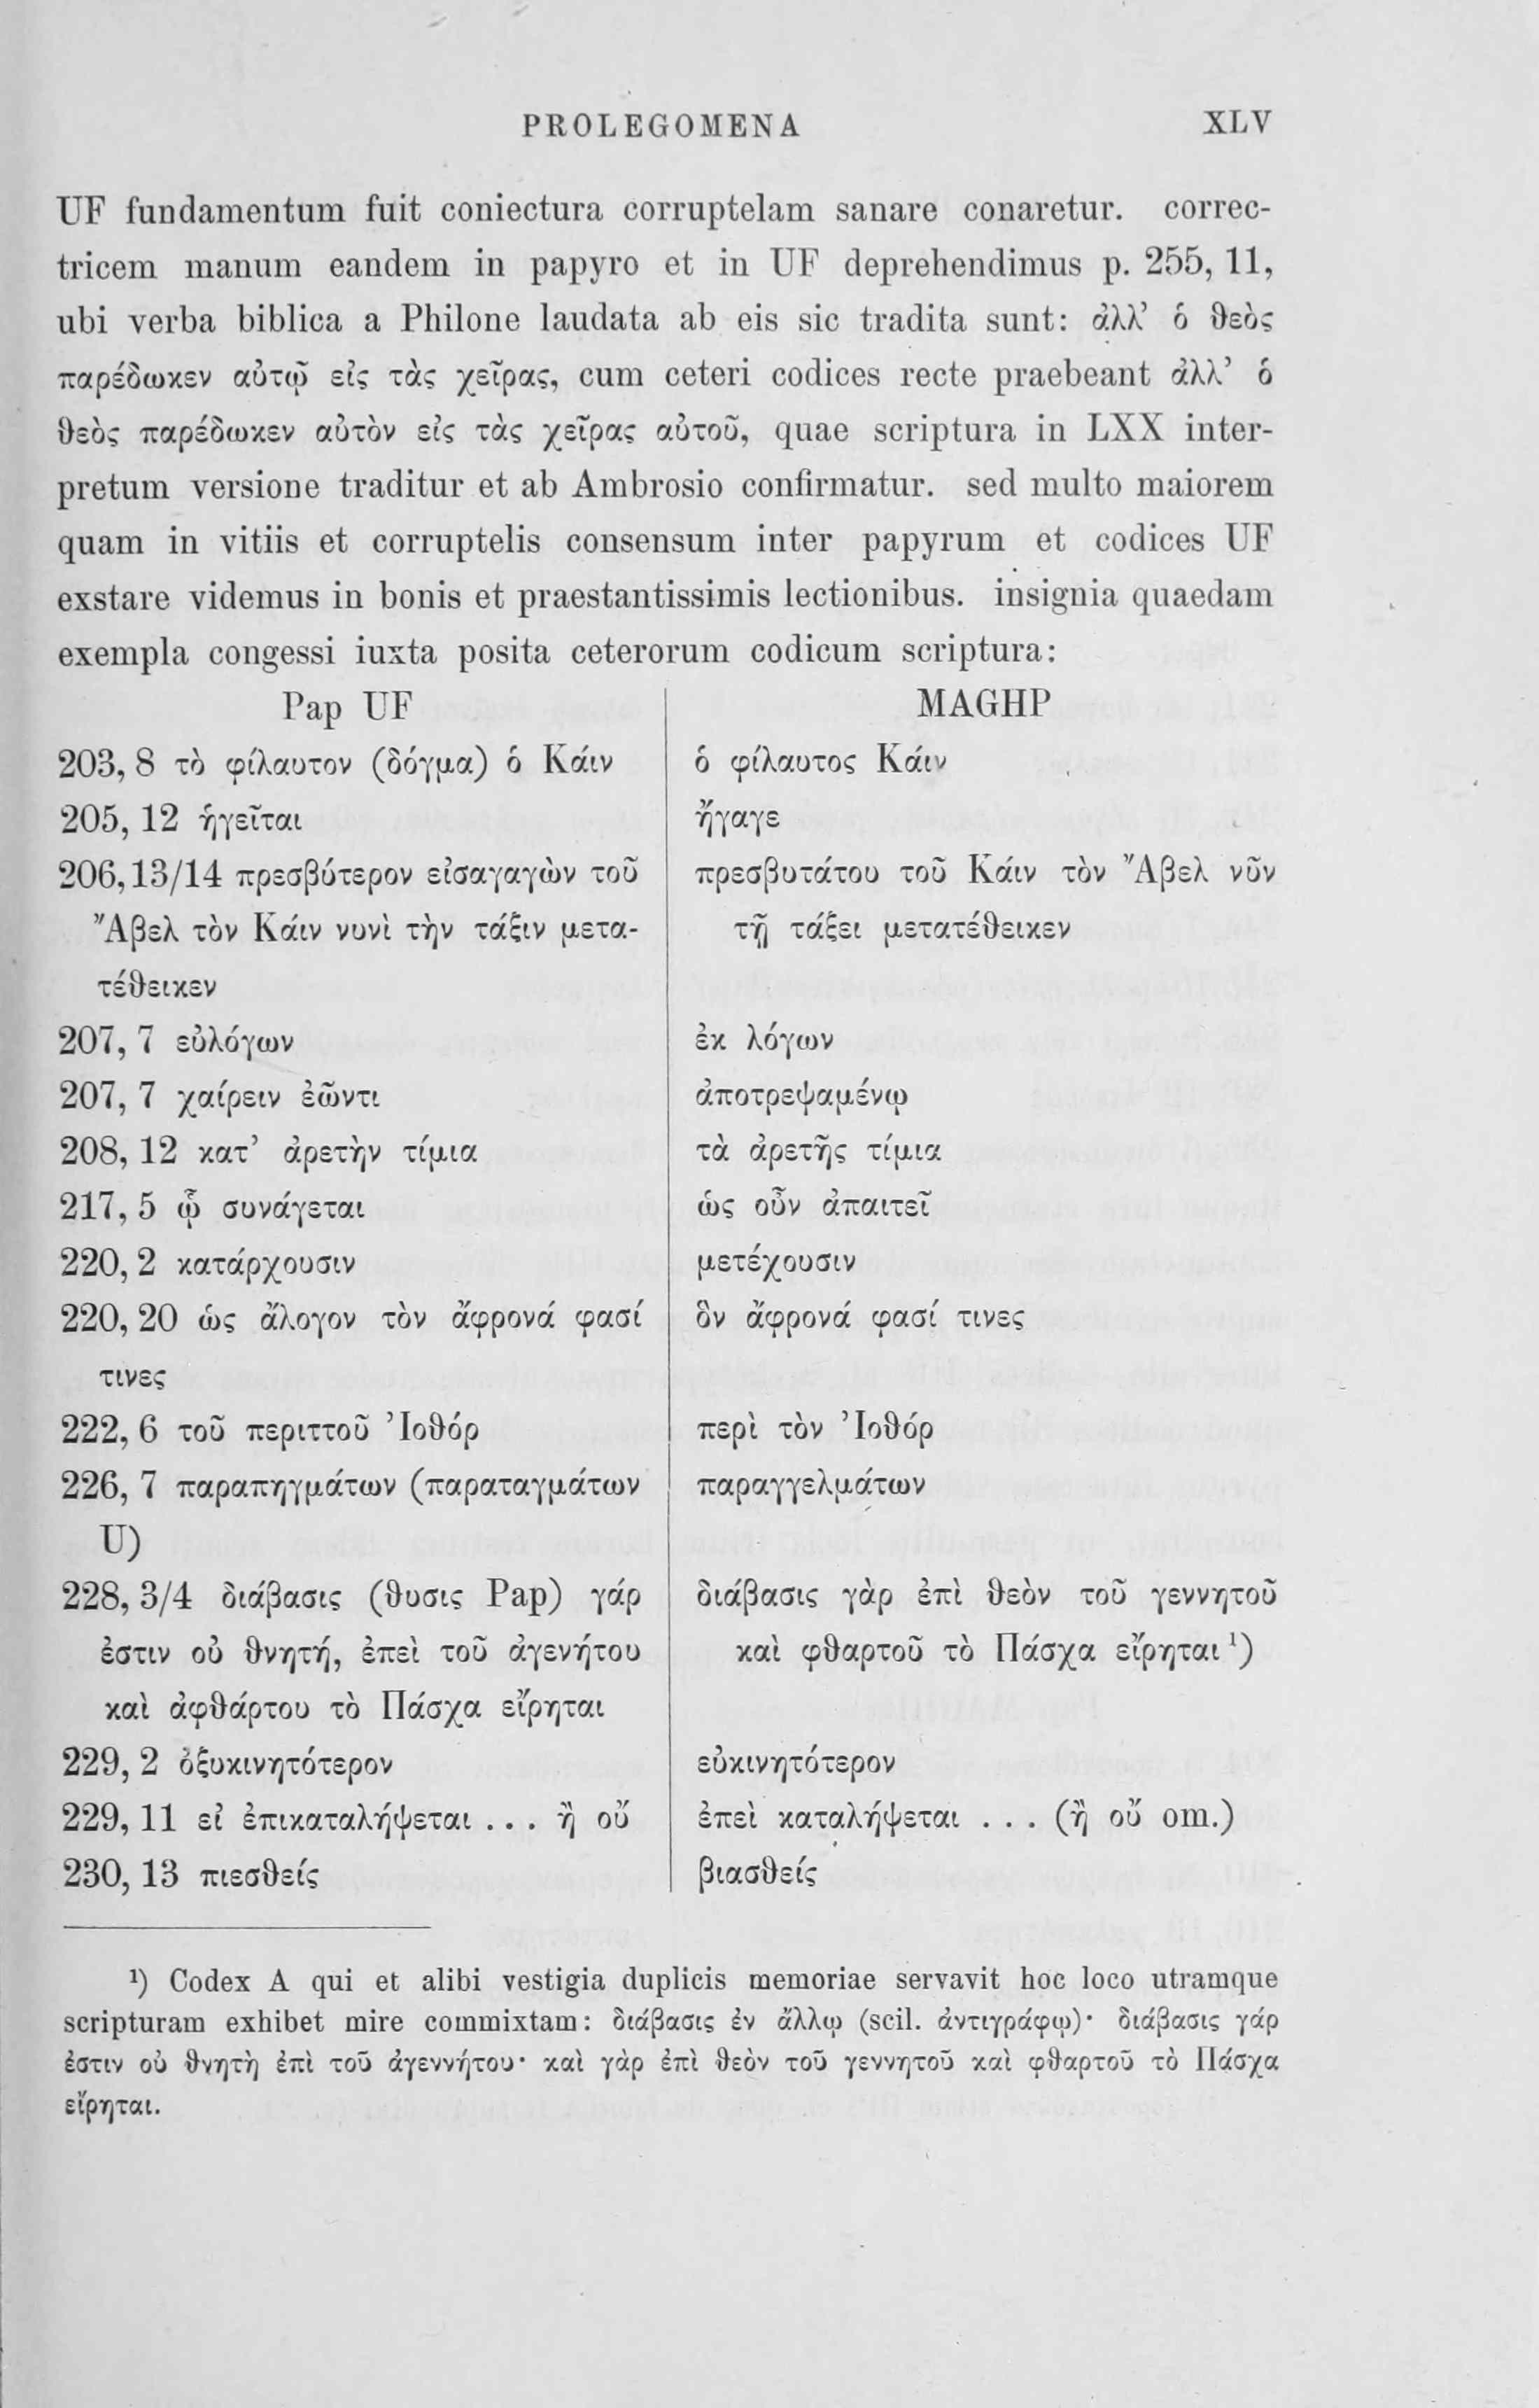 PROLEGOMENA XLV
UF fundamentum fuit coniectura corruptelam sanare conaretur. correc-
tricem manum eandem in papyro et in UF deprehendimus p. 255, 11,
ubi verba biblica a Philone laudata ab eis sic tradita sunt: ἀλλ’ ὁ θεὸς
παρέδωκεν αὐτῷ εἰς τὰς χεῖρας, cum ceteri codices recte praebeant ἀλλ’ ὁ
θεὸς παρέδωκεν αὐτὸν εἰς τὰς χεῖρας αὐτοῦ, quae scriptura in LXX inter-
pretum versione traditur et ab Ambrosio confirmatur. sed multo maiorem
quam in vitiis et corruptelis consensum inter papyrum et codices UF
exstare videmus in bonis et praestantissimis lectionibus. insignia quaedam
exempla congessi iuxta posita ceterorum codicum scriptura:
Pap UF
203, 8 τὸ φίλαυτον (δόγμα) ὁ Κάιν
205, 12 ἡγεῖται
206, 13/14 πρεσβύτερον εἰσαγαγὼν τοῦ
Ἄβελ τὸν Κάιν νυνὶ τὴν τάξιν μετα-
τέθεικεν
207, 7 εὐλόγων
207, 7 χαίρειν ἐῶντι
208, 12 κατ’ ἀρετὴν τίμια
217, 5 ᾧ συνάγεται
220, 2 κατάρχουσιν
220, 20 ὡς ἄλογον τὸν ἄφρονά φασί
τινες
222, 6 τοῦ περιττοῦ Ἰοθόρ
226, 7 παραπηγμάτων (παραταγμάτων
U)
228, 3/4 διάβασις (θυσις Pap) γάρ
ἐστιν οὐ θνητή, ἐπεὶ τοῦ ἀγενήτου
καὶ ἀφθάρτου τὸ Πάσχα εἴρηται
229, 2 ὀξυκινητότερον
229, 11 εἰ ἐπικαταλήψεται . . . ἢ οὔ
230, 13 πιεσθείς
MAGHP
ὁ φίλαυτος Κάιν
ἤγαγε
πρεσβυτάτου τοῦ Κάιν τὸν Ἄβελ νῦν
τῇ τάξει μετατέθεικεν
ἐκ λόγων
ἀποτρεψαμένῳ
τὰ ἀρετῆς τίμια
ὡς οὖν ἀπαιτεῖ
μετέχουσιν
ὃν ἄφρονά φασί τινες
περὶ τὸν Ἰοθόρ
παραγγελμάτων
διάβασις γὰρ ἐπὶ θεὸν τοῦ γεννητοῦ
καὶ φθαρτοῦ τὸ Πάσχα εἴρηται ¹)
εὐκινητότερον
ἐπεὶ καταλήψεται . . . (ἢ οὔ om.)
βιασθείς
¹) Codex A qui et alibi vestigia duplicis memoriae servavit hoc loco utramque
scripturam exhibet mire commixtam: διάβασις ἐν ἄλλῳ (scil. ἀντιγράφῳ)· διάβασις γάρ
ἐστιν οὐ θνητὴ ἐπὶ τοῦ ἀγεννήτου· καὶ γὰρ ἐπὶ θεὸν τοῦ γεννητοῦ καὶ φθαρτοῦ τὸ Πάσχα
εἴρηται.